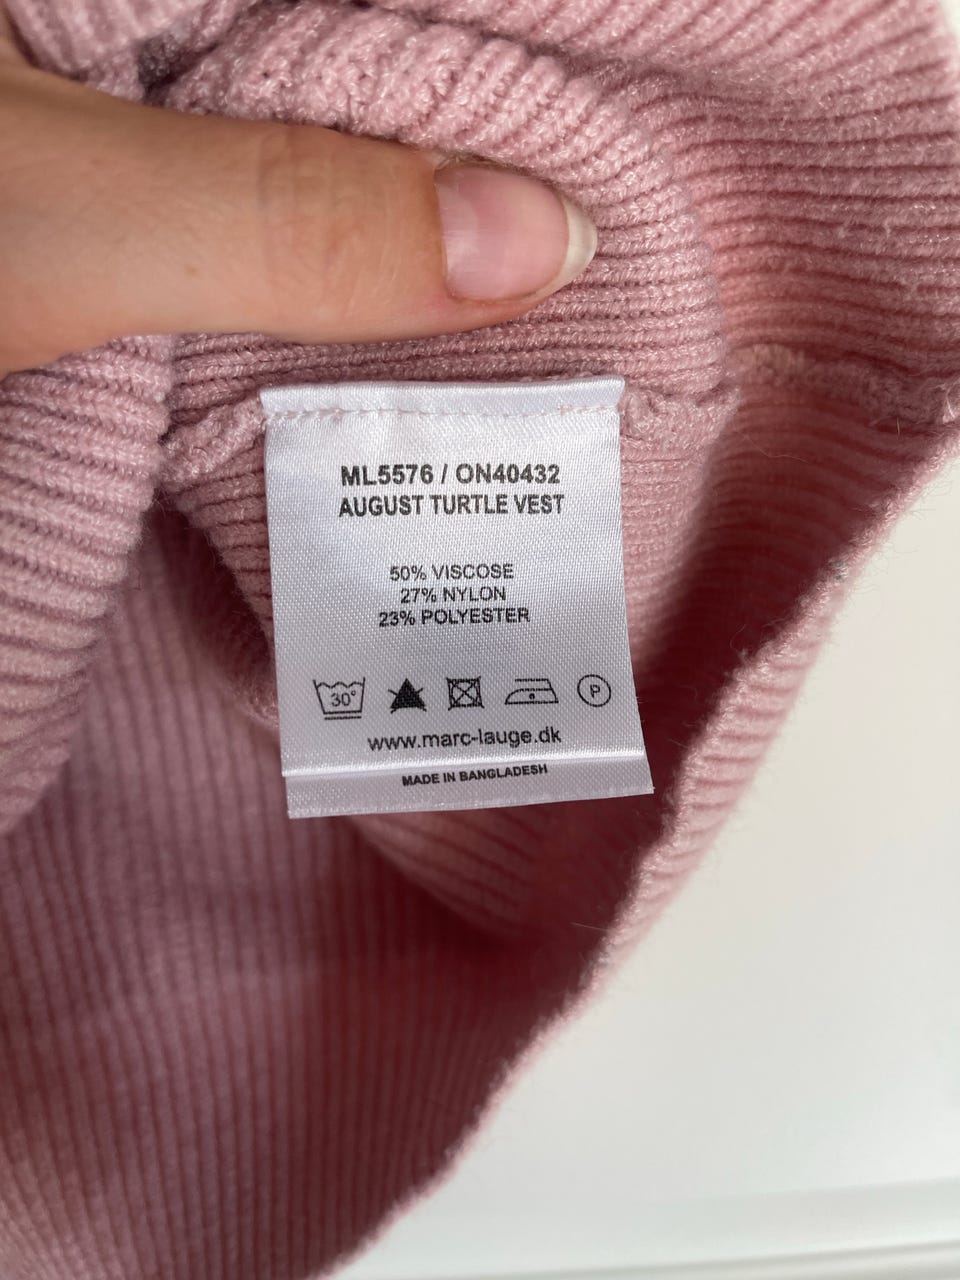 ML5576 / ON40432
AUGUST TURTLE VEST
50% VISCOSE
27% NYLON
23% POLYESTER
30° P
www.marc-lauge.dk
MADE IN BANGLADESH